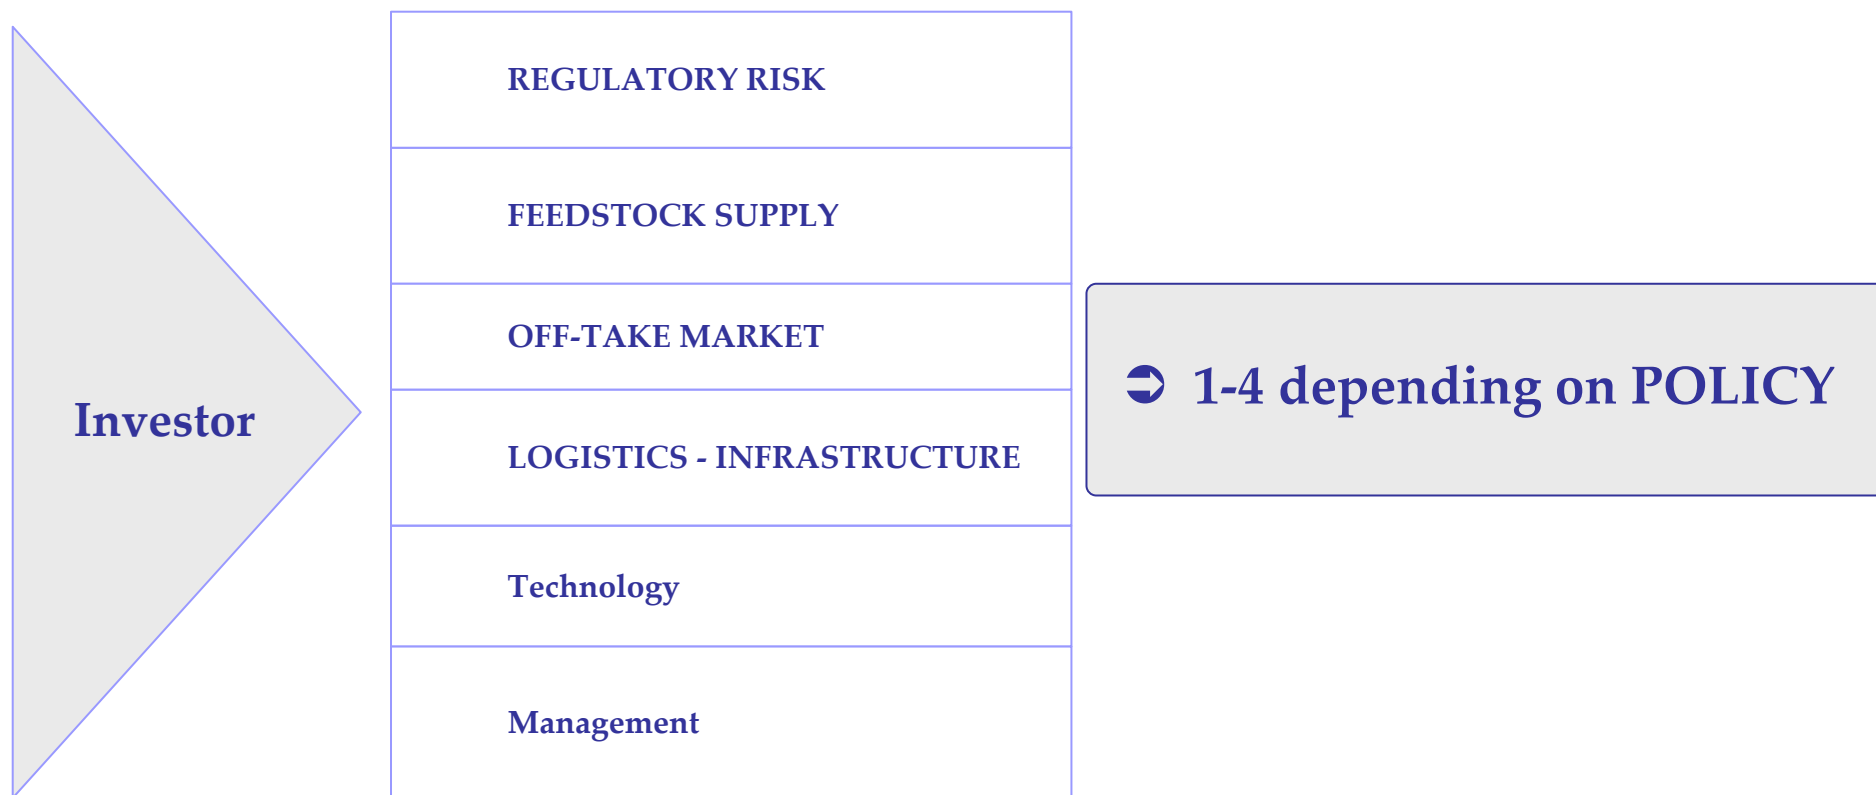 Investor
REGULATORY RISK
FEEDSTOCK SUPPLY
OFF-TAKE MARKET
LOGISTICS - INFRASTRUCTURE
Technology
Management
➲ 1-4 depending on POLICY